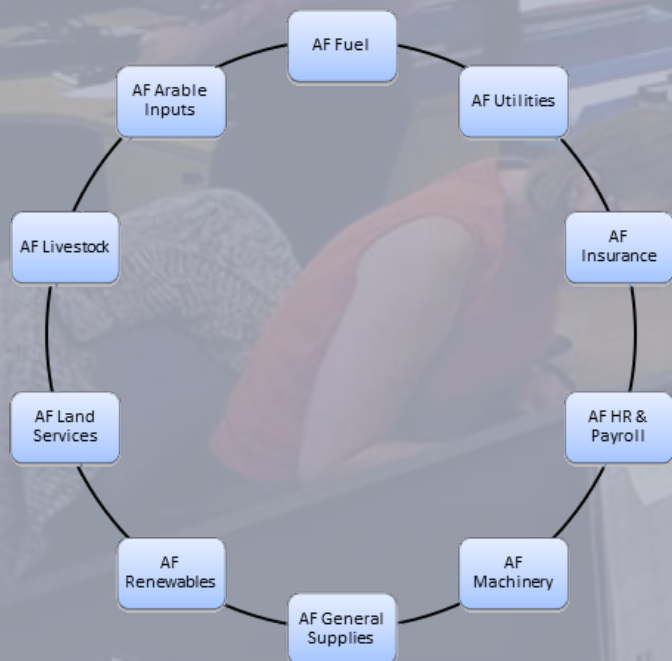 AF Fuel
AF Utilities
AF
Insurance
AF HR &
Payroll
AF
Machinery
AF General
Supplies
AF
Renewables
AF Land
Services
AF Livestock
AF Arable
Inputs